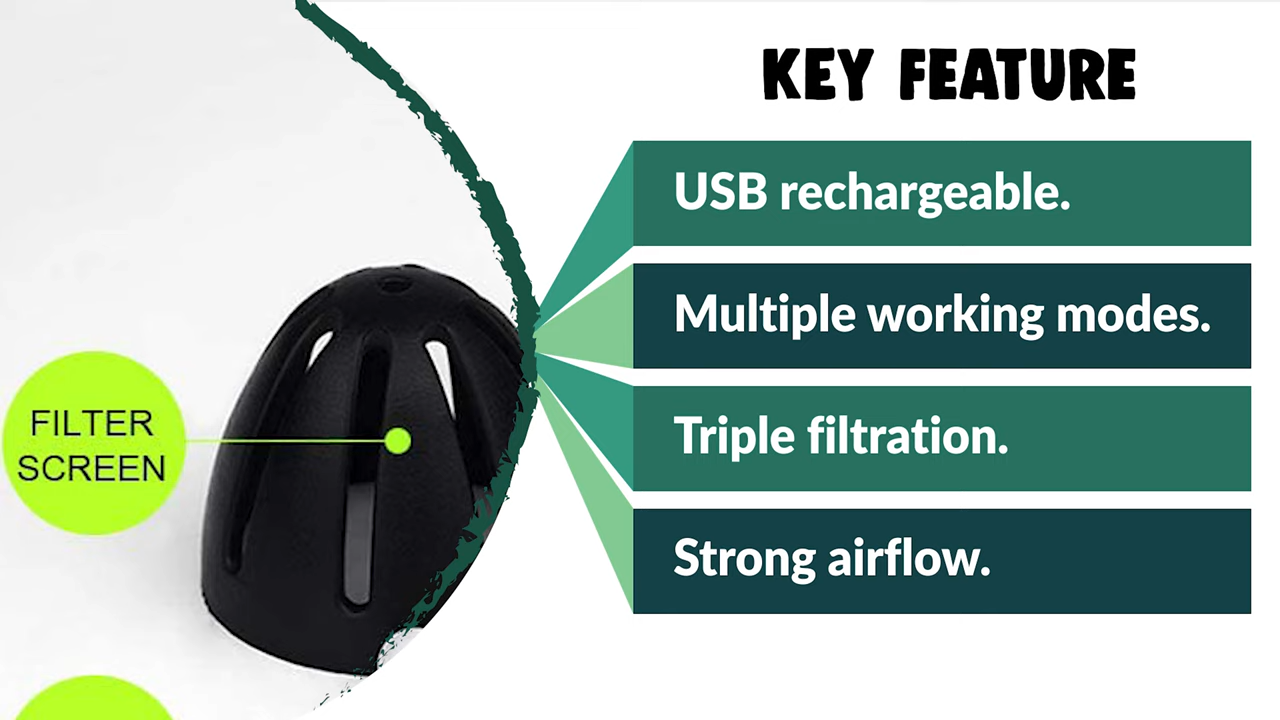 KEY FEATURE
USB rechargeable.
Multiple working modes.
Triple filtration.
Strong airflow.
FILTER
SCREEN